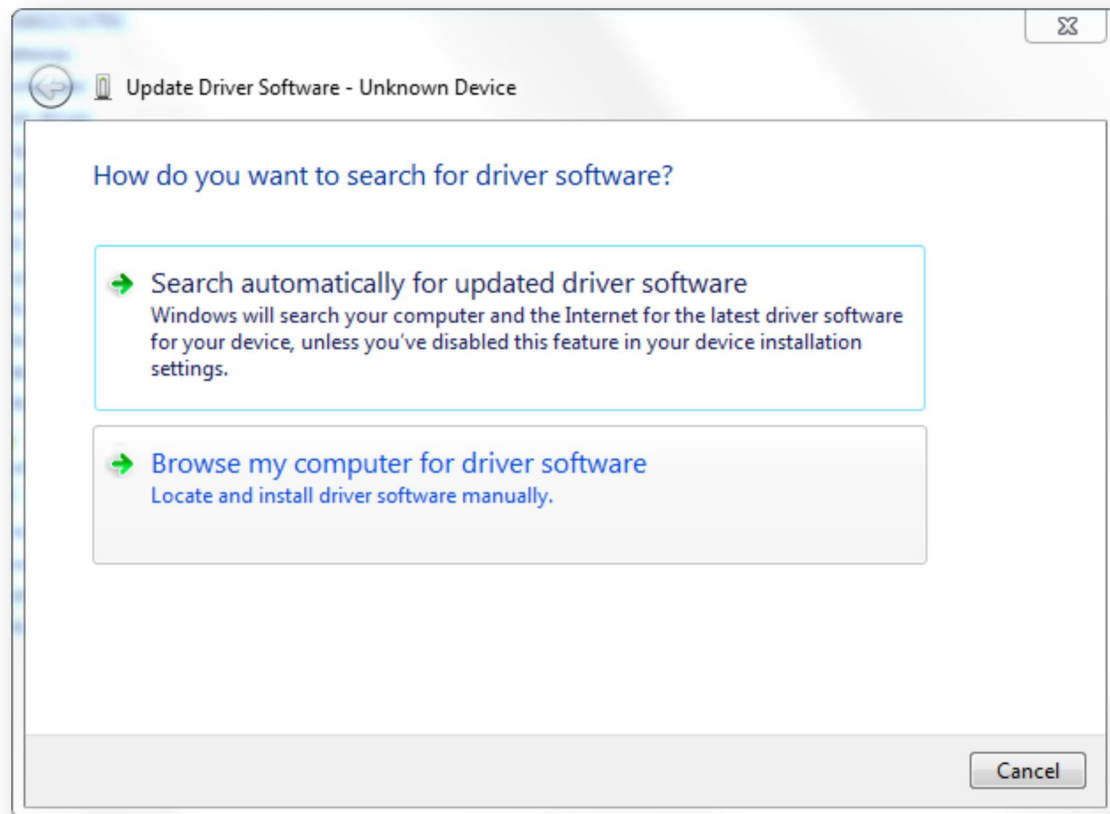 Update Driver Software - Unknown Device
How do you want to search for driver software?
Search automatically for updated driver software
Windows will search your computer and the Internet for the latest driver software
for your device, unless you've disabled this feature in your device installation
settings.
Browse my computer for driver software
Locate and install driver software manually.
Cancel